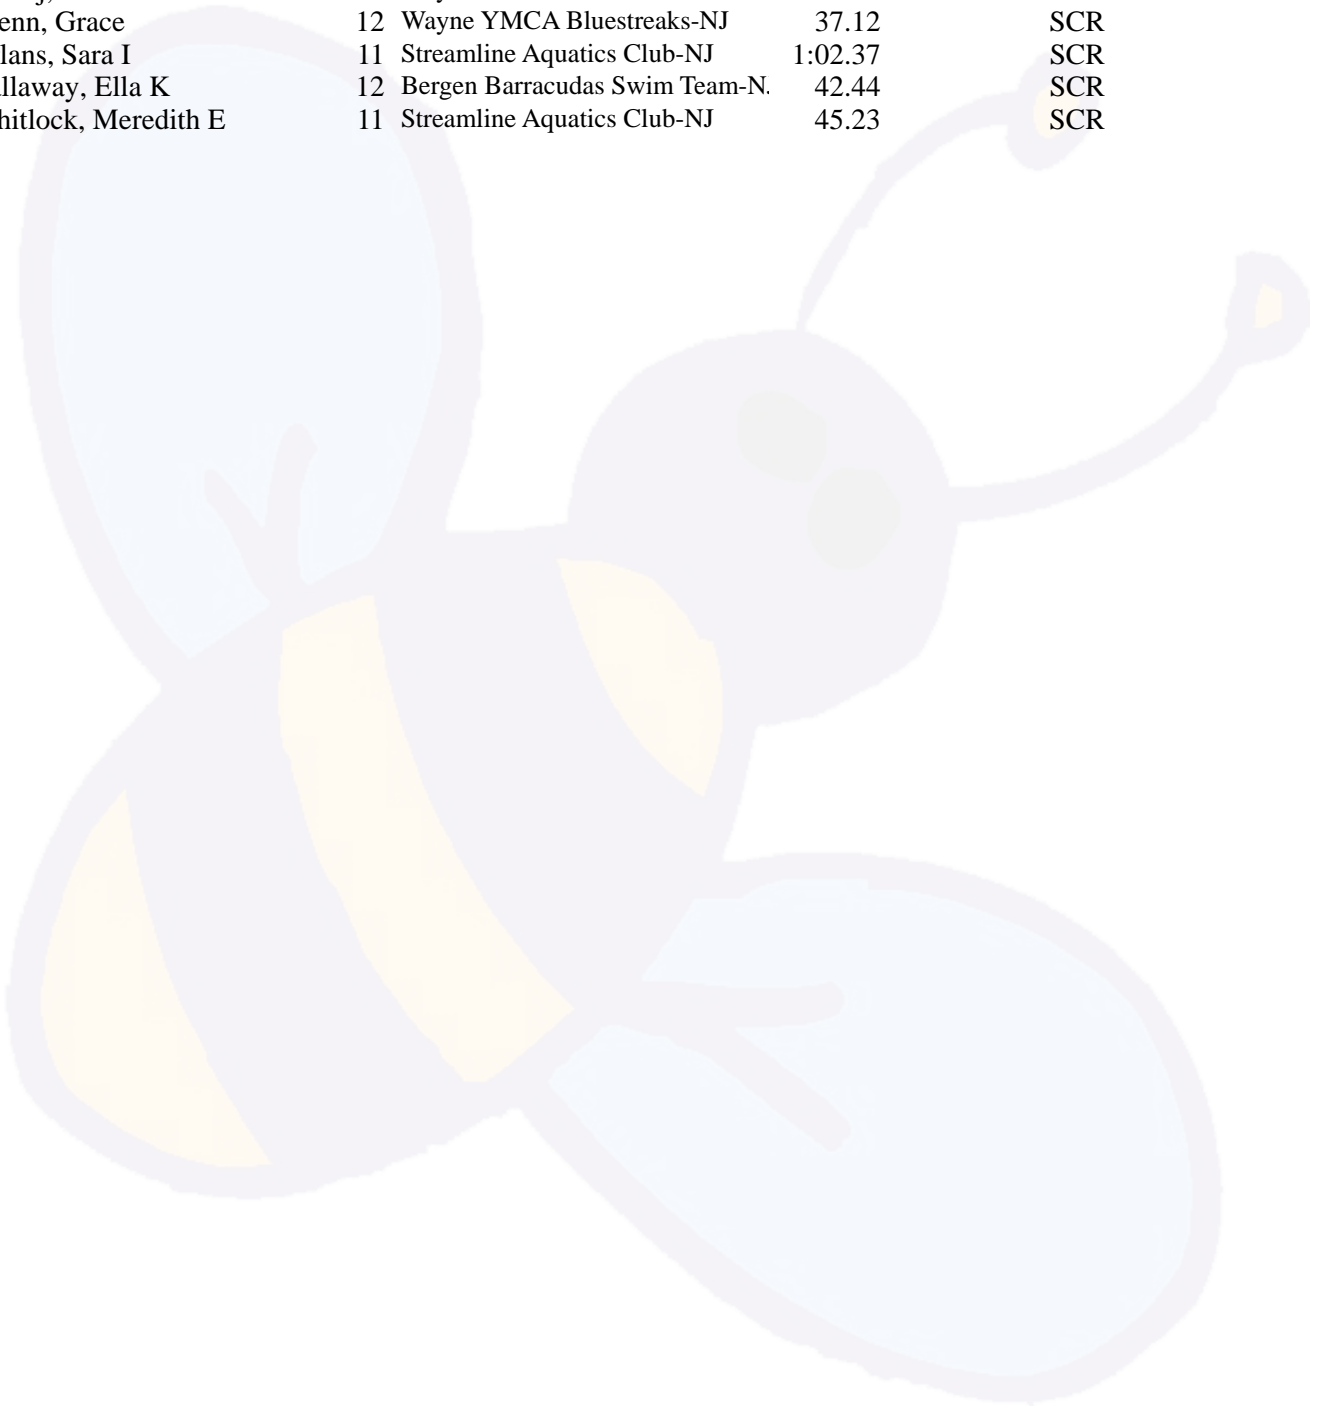 enn, Grace 12 Wayne YMCA Bluestreaks-NJ 37.12 SCR
lans, Sara I 11 Streamline Aquatics Club-NJ 1:02.37 SCR
llaway, Ella K 12 Bergen Barracudas Swim Team-N. 42.44 SCR
hitlock, Meredith E 11 Streamline Aquatics Club-NJ 45.23 SCR